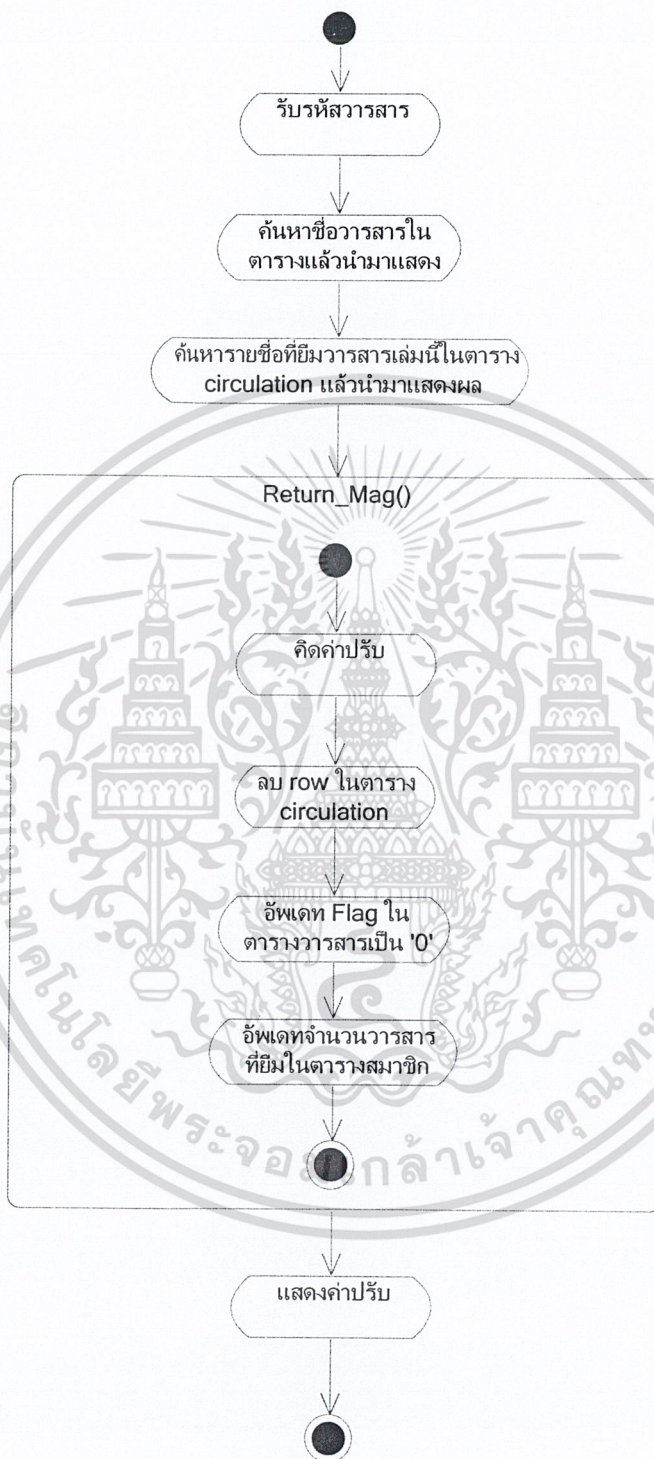 รับรหัสวารสาร
ค้นหาชื่อวารสารใน
ตารางแล้วนำมาแสดง
ค้นหารายชื่อที่ยืมวารสารเล่มนี้ในตาราง
circulation แล้วนำมาแสดงผล
Return_Mag()
คิดค่าปรับ
ลบ row ในตาราง
circulation
อัพเดท Flag ใน
ตารางวารสารเป็น '0'
อัพเดทจำนวนวารสาร
ที่ยืมในตารางสมาชิก
แสดงค่าปรับ